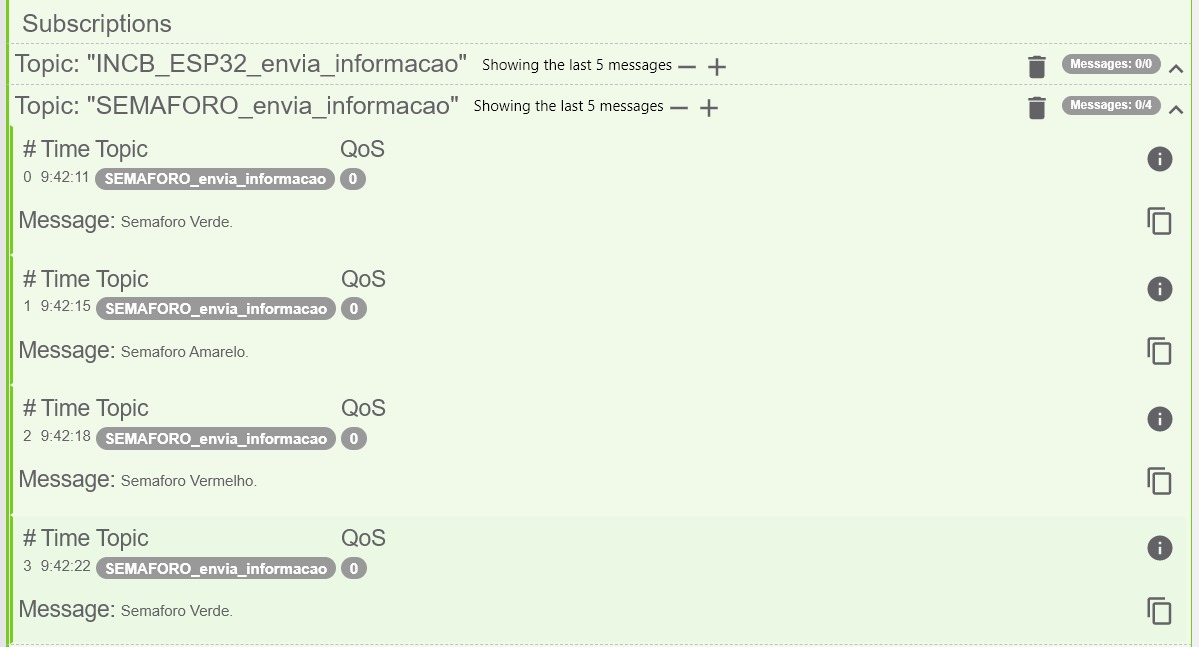 Subscriptions
Topic: "INCB_ESP32_envia_informacao" Showing the last 5 messages − + Messages: 0/0
Topic: "SEMAFORO_envia_informacao" Showing the last 5 messages − + Messages: 0/4
# Time Topic QoS
0 9:42:11 SEMAFORO_envia_informacao 0
Message: Semaforo Verde.
# Time Topic QoS
1 9:42:15 SEMAFORO_envia_informacao 0
Message: Semaforo Amarelo.
# Time Topic QoS
2 9:42:18 SEMAFORO_envia_informacao 0
Message: Semaforo Vermelho.
# Time Topic QoS
3 9:42:22 SEMAFORO_envia_informacao 0
Message: Semaforo Verde.